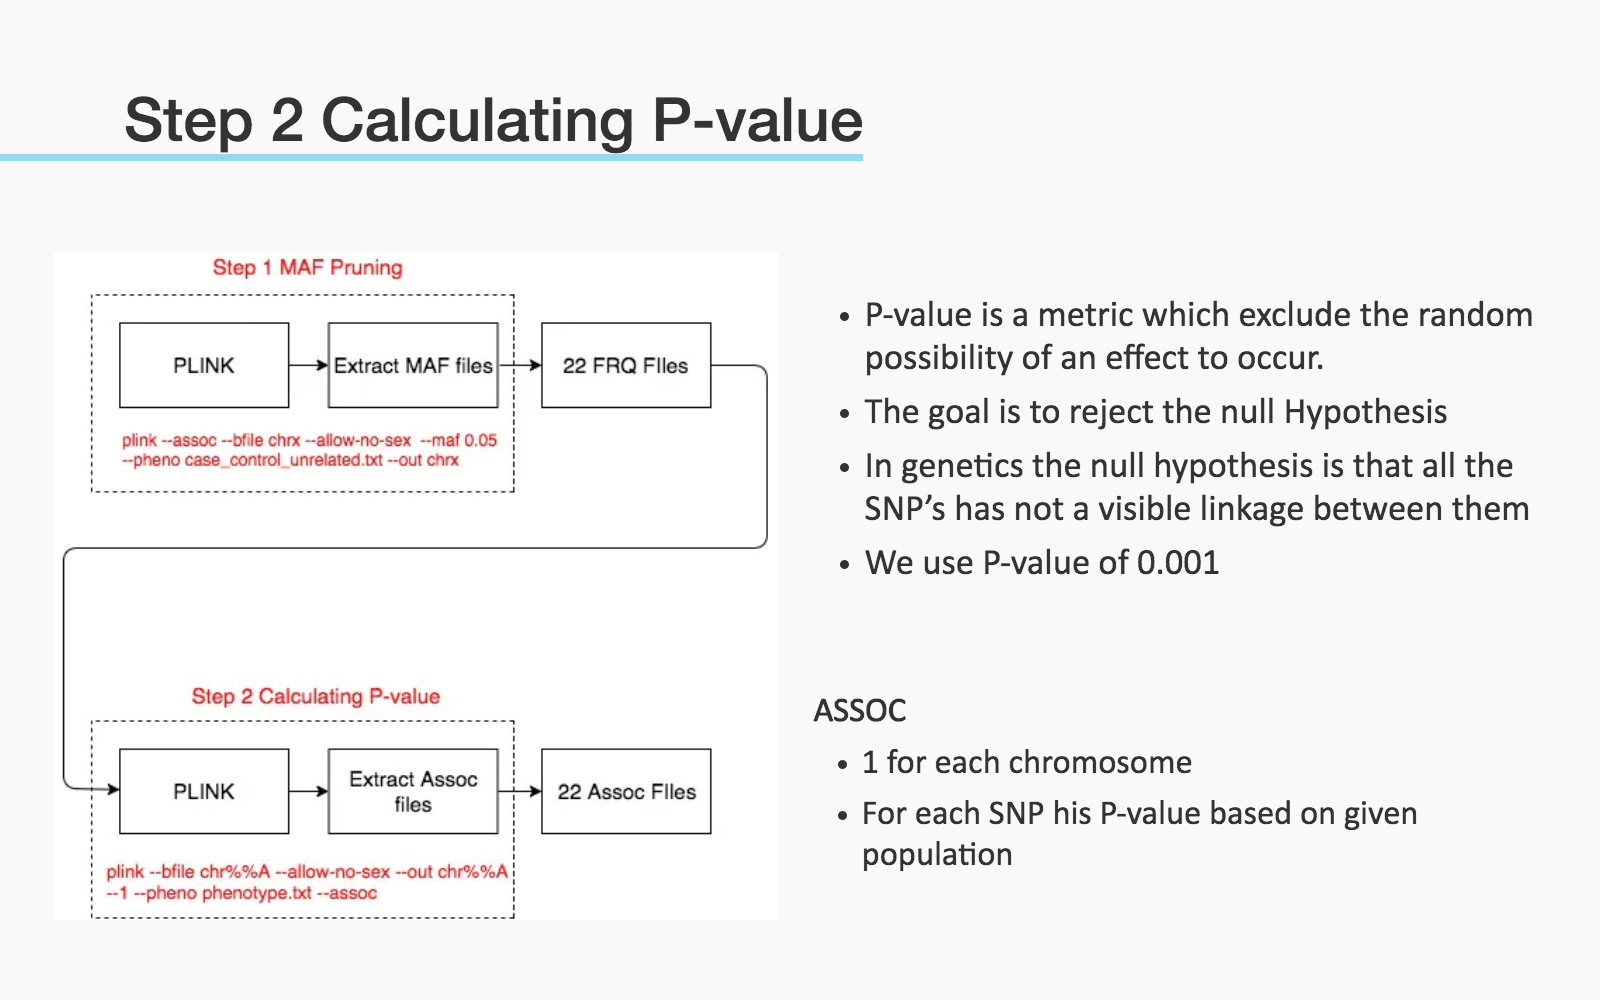 Step 2 Calculating P-value
Step 1 MAF Pruning
PLINK
Extract MAF files
22 FRQ FIles
plink --assoc --bfile chrx --allow-no-sex --maf 0.05
--pheno case_control_unrelated.txt --out chrx
Step 2 Calculating P-value
PLINK
Extract Assoc
files
22 Assoc FIles
plink --bfile chr%%A --allow-no-sex --out chr%%A
--1 --pheno phenotype.txt --assoc
• P-value is a metric which exclude the random
possibility of an effect to occur.
• The goal is to reject the null Hypothesis
• In genetics the null hypothesis is that all the
SNP’s has not a visible linkage between them
• We use P-value of 0.001
ASSOC
• 1 for each chromosome
• For each SNP his P-value based on given
population